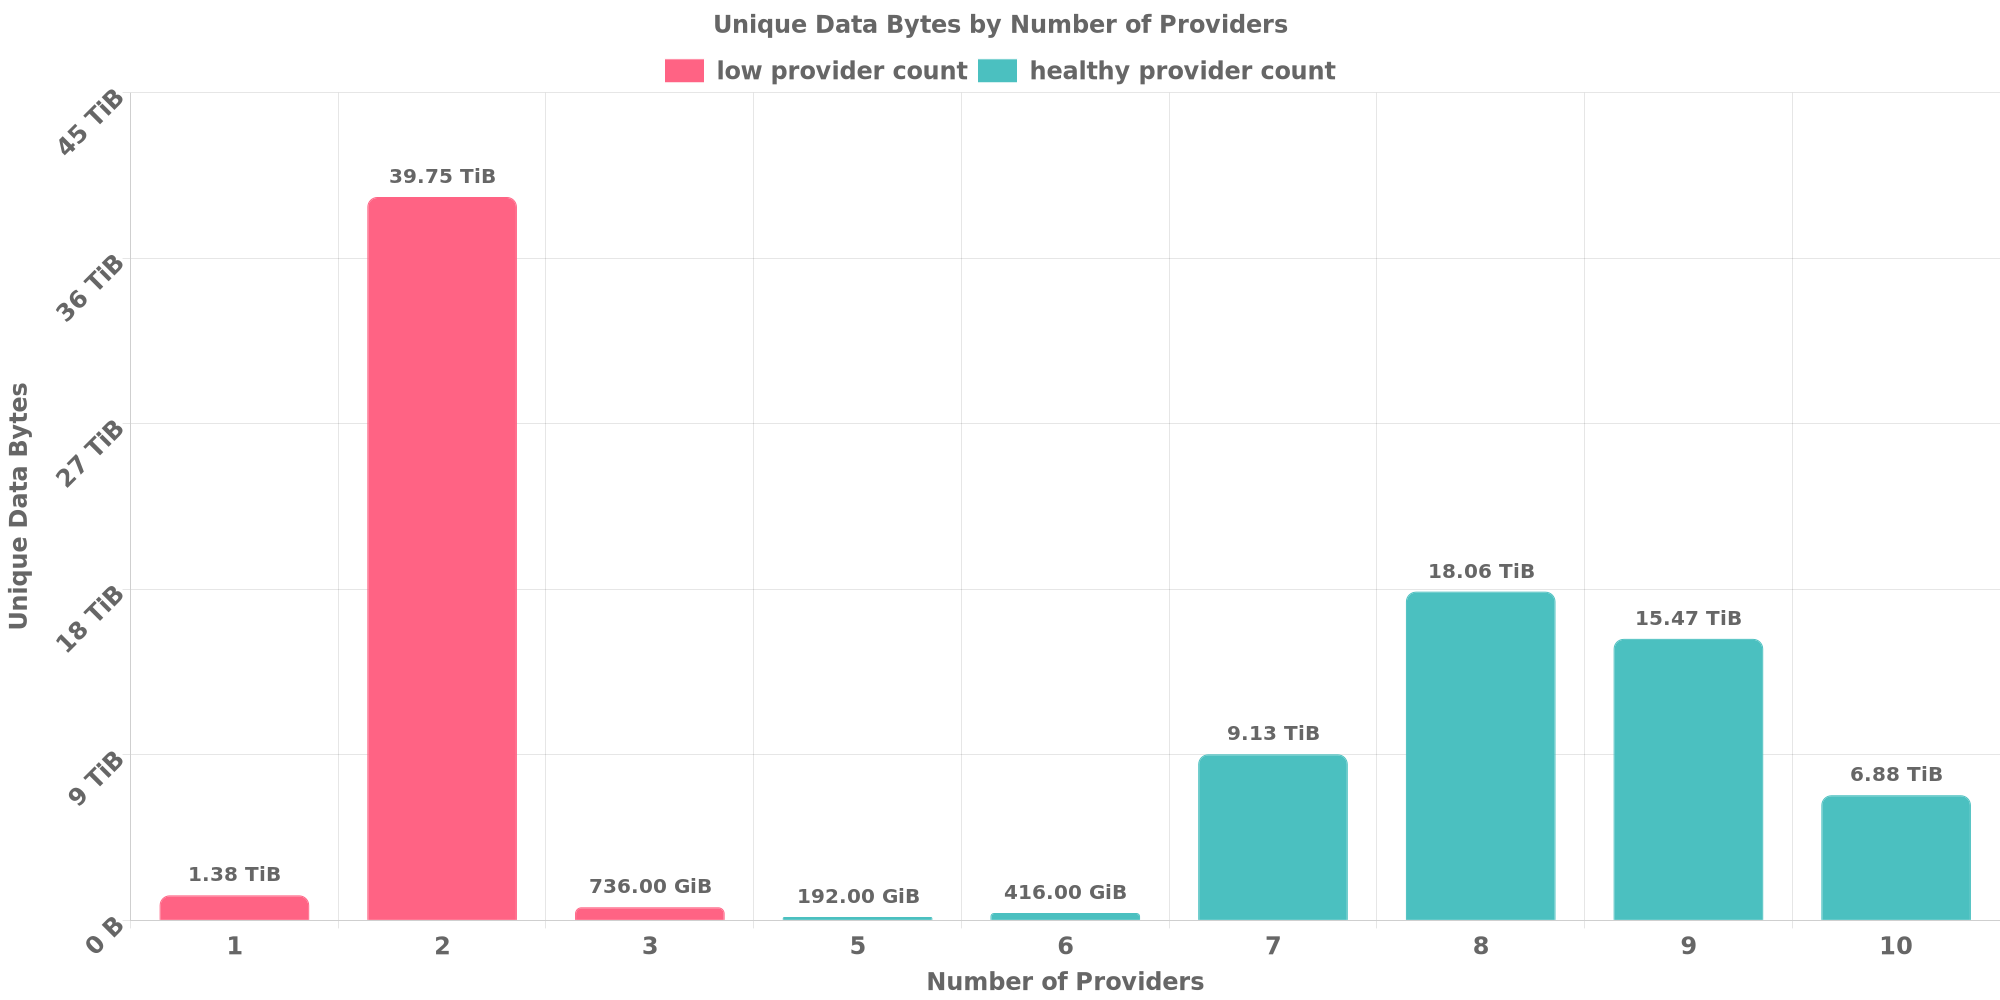 Unique Data Bytes by Number of Providers
low provider count
healthy provider count
45 TiB
36 TiB
27 TiB
18 TiB
9 TiB
0 B
Unique Data Bytes
1.38 TiB
39.75 TiB
736.00 GiB
192.00 GiB
416.00 GiB
9.13 TiB
18.06 TiB
15.47 TiB
6.88 TiB
1
2
3
5
6
7
8
9
10
Number of Providers